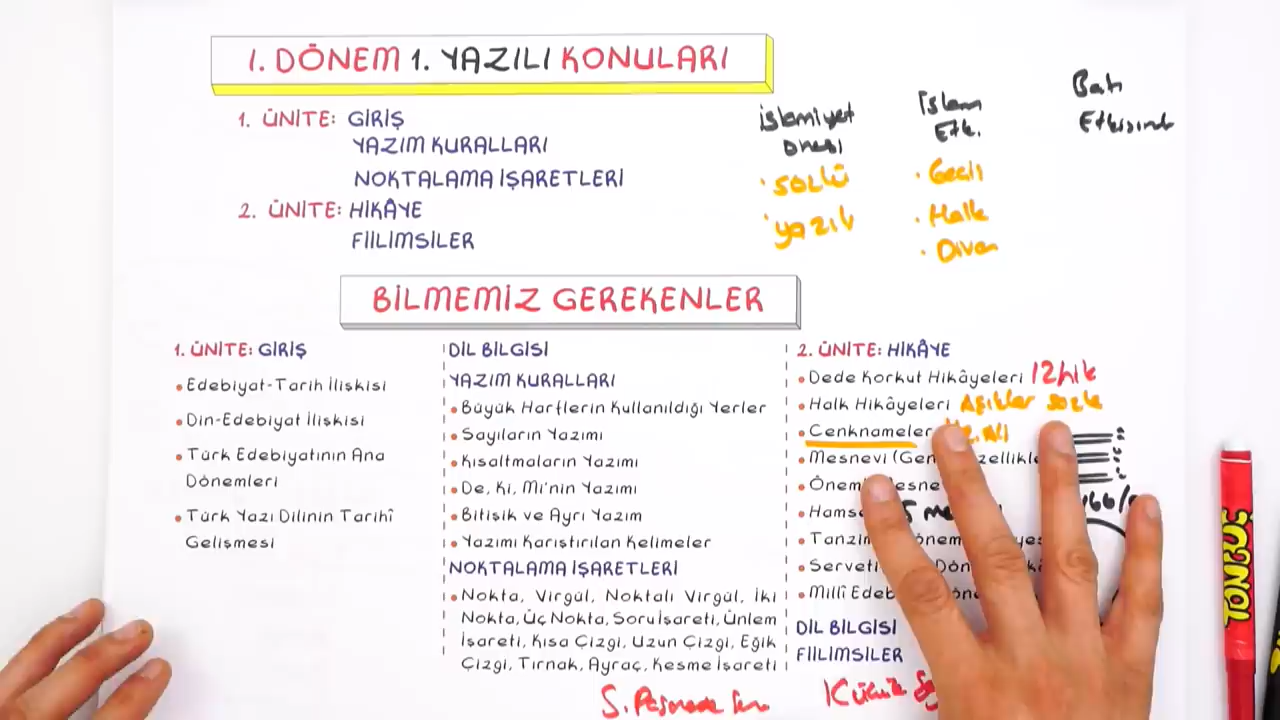 1. DÖNEM 1. YAZILI KONULARI
1. ÜNİTE: GİRİŞ
YAZIM KURALLARI
NOKTALAMA İŞARETLERİ
2. ÜNİTE: HİKÂYE
FİİLİMSİLER
İslamiyet
Öncesi
• Sözlü
• Yazılı
İslam
Etk.
• Geçiş
• Halk
• Divan
Batı
Etkisinde
BİLMEMİZ GEREKENLER
1. ÜNİTE: GİRİŞ
• Edebiyat-Tarih İlişkisi
• Din-Edebiyat İlişkisi
• Türk Edebiyatının Ana
Dönemleri
• Türk Yazı Dilinin Tarihî
Gelişmesi
DİL BİLGİSİ
YAZIM KURALLARI
• Büyük Harflerin Kullanıldığı Yerler
• Sayıların Yazımı
• Kısaltmaların Yazımı
• De, Ki, Mi'nin Yazımı
• Bitişik ve Ayrı Yazım
• Yazımı Karıştırılan Kelimeler
NOKTALAMA İŞARETLERİ
• Nokta, Virgül, Noktalı Virgül, İki
Nokta, Üç Nokta, Soru İşareti, Ünlem
İşareti, Kısa Çizgi, Uzun Çizgi, Eğik
Çizgi, Tırnak, Ayraç, Kesme İşareti
2. ÜNİTE: HİKÂYE
• Dede Korkut Hikâyeleri 12 hik
• Halk Hikâyeleri Aşıklar sözle
• Cenknameler
• Mesnevi
DİL BİLGİSİ
FİİLİMSİLER
TONGUÇ